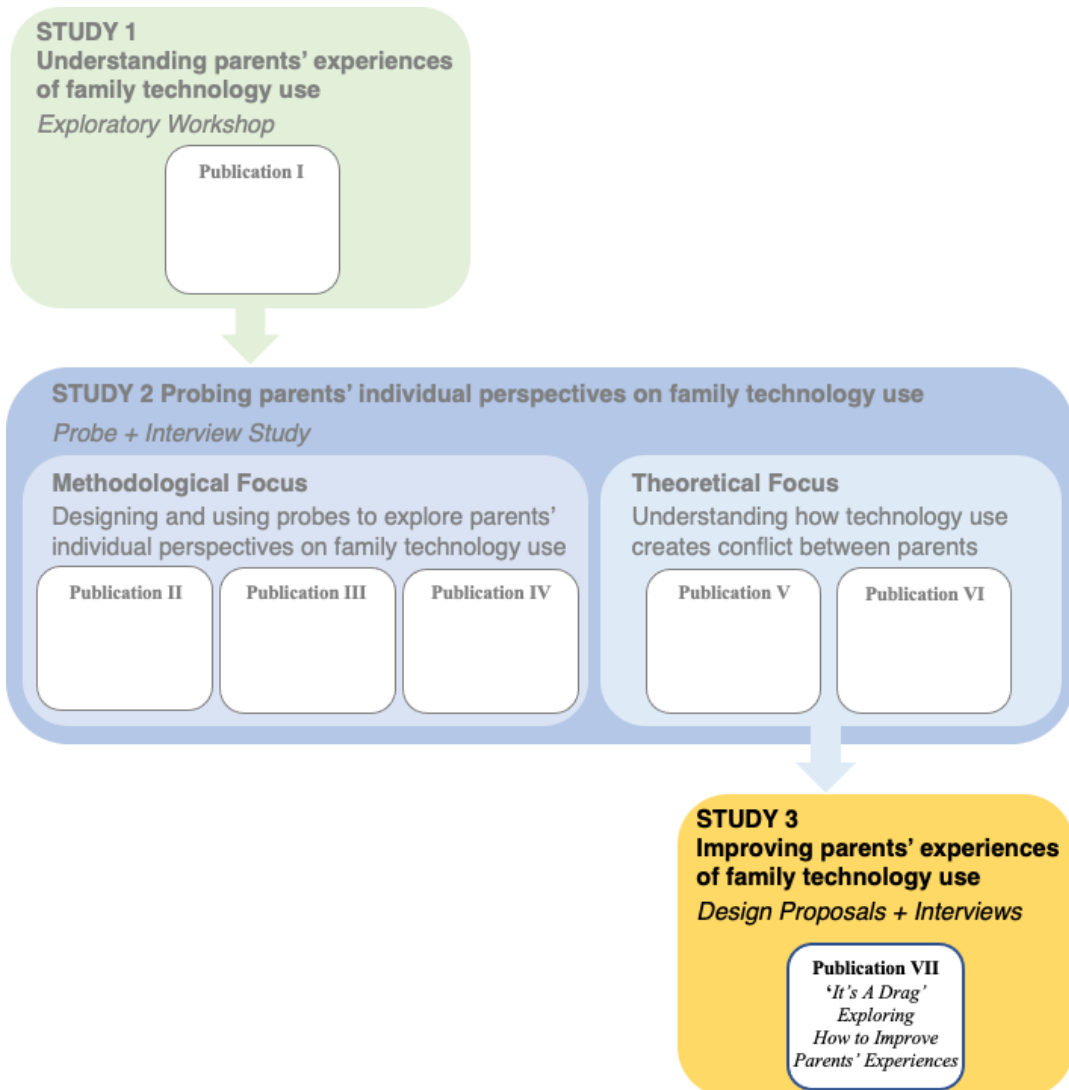 STUDY 1
Understanding parents’ experiences
of family technology use
Exploratory Workshop
Publication I
STUDY 2 Probing parents’ individual perspectives on family technology use
Probe + Interview Study
Methodological Focus
Designing and using probes to explore parents’
individual perspectives on family technology use
Publication II
Publication III
Publication IV
Theoretical Focus
Understanding how technology use
creates conflict between parents
Publication V
Publication VI
STUDY 3
Improving parents’ experiences
of family technology use
Design Proposals + Interviews
Publication VII
‘It’s A Drag’
Exploring
How to Improve
Parents’ Experiences